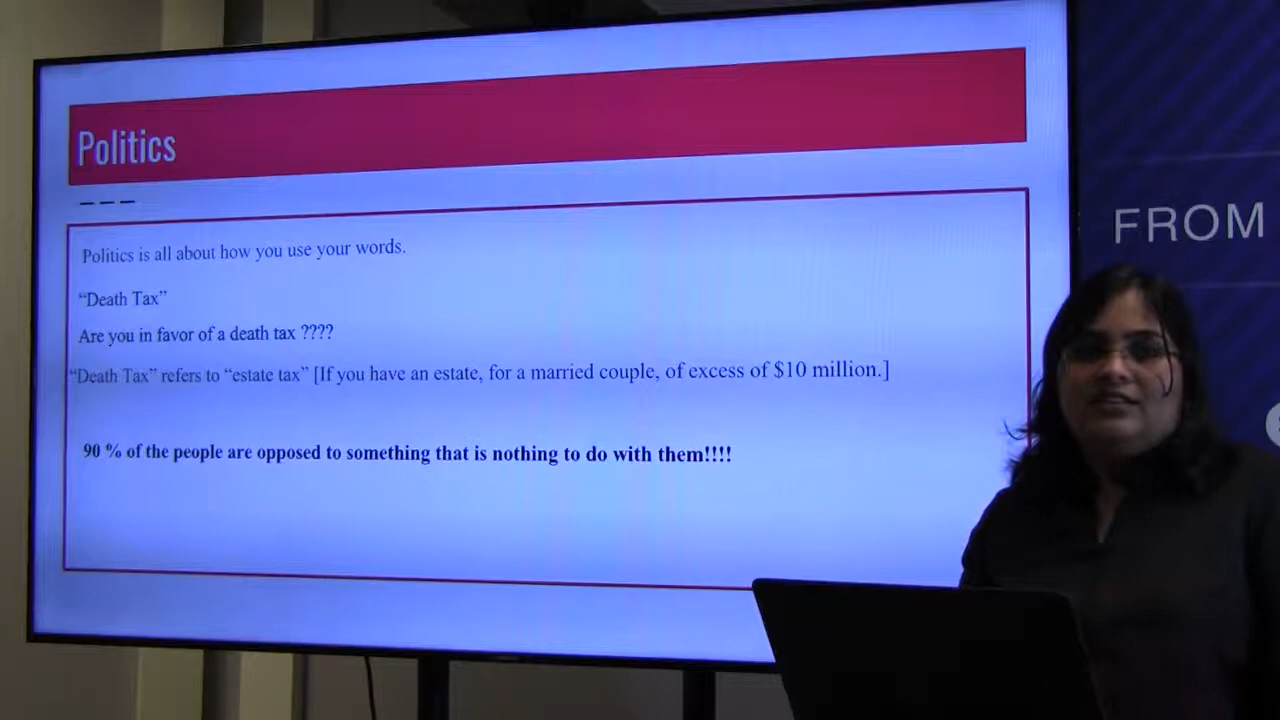 Politics
Politics is all about how you use your words.
“Death Tax”
Are you in favor of a death tax ????
“Death Tax” refers to “estate tax” [If you have an estate, for a married couple, of excess of $10 million.]
90 % of the people are opposed to something that is nothing to do with them!!!!
FROM